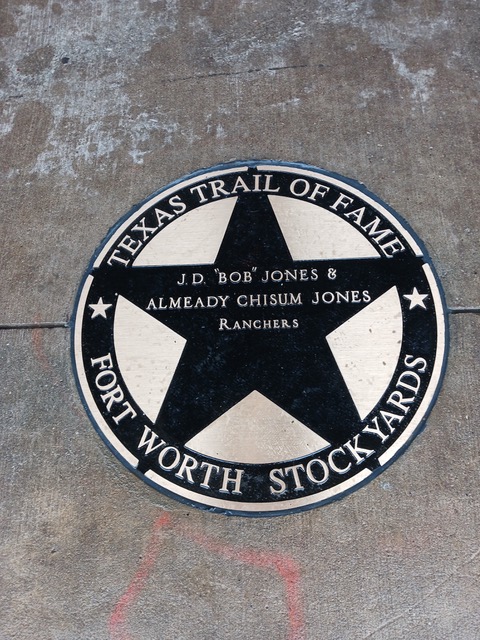 TEXAS TRAIL OF FAME
J.D. "BOB" JONES &
ALMEADY CHISUM JONES
RANCHERS
FORT WORTH STOCKYARDS